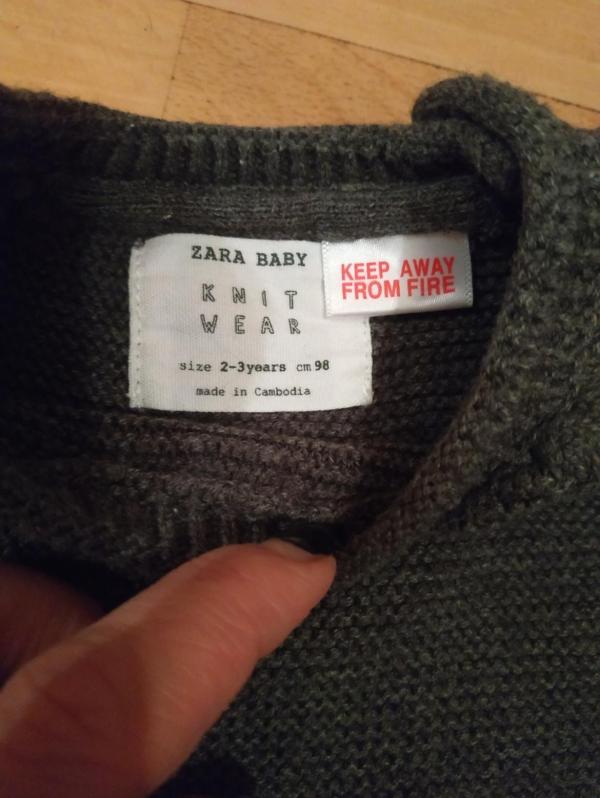 ZARA BABY
KNIT
WEAR
size 2-3years cm 98
made in Cambodia
KEEP AWAY
FROM FIRE